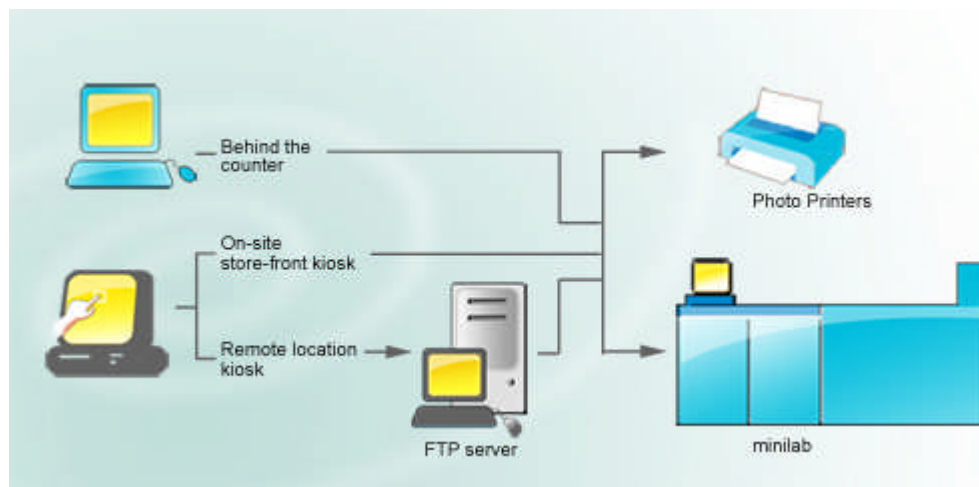 Behind the
counter
Photo Printers
On-site
store-front kiosk
Remote location
kiosk
FTP server
minilab